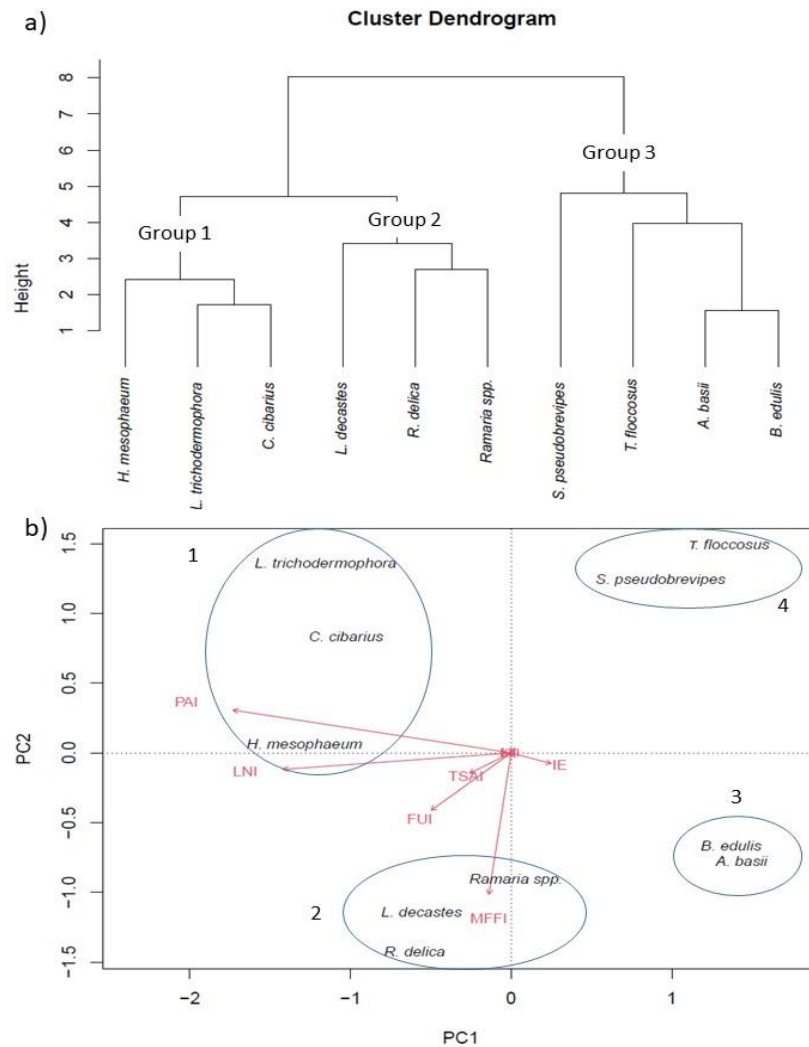 a)
Cluster Dendrogram
Height
8
7
6
5
4
3
2
1
Group 1
Group 2
Group 3
H. mesophaeum
L. trichodermophora
C. cibarius
L. decastes
R. delica
Ramaria spp.
S. pseudobrevipes
T. floccosus
A. basii
B. edulis
b)
PC2
1.5
1.0
0.5
0.0
-0.5
-1.0
-1.5
1
L. trichodermophora
C. cibarius
H. mesophaeum
T. floccosus
S. pseudobrevipes
4
PAI
LNI
TSAI
IE
FUI
3
B. edulis
A. basii
2
Ramaria spp.
L. decastes
MFFI
R. delica
-2
-1
0
1
PC1